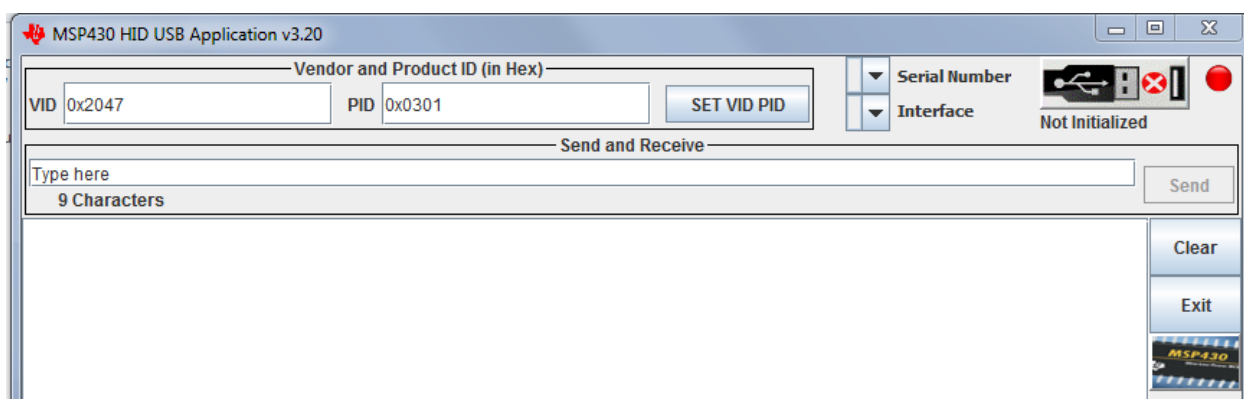 MSP430 HID USB Application v3.20
Vendor and Product ID (in Hex)
VID 0x2047 PID 0x0301 SET VID PID
Serial Number
Interface
Not Initialized
Send and Receive
Type here
9 Characters
Send
Clear
Exit
MSP430